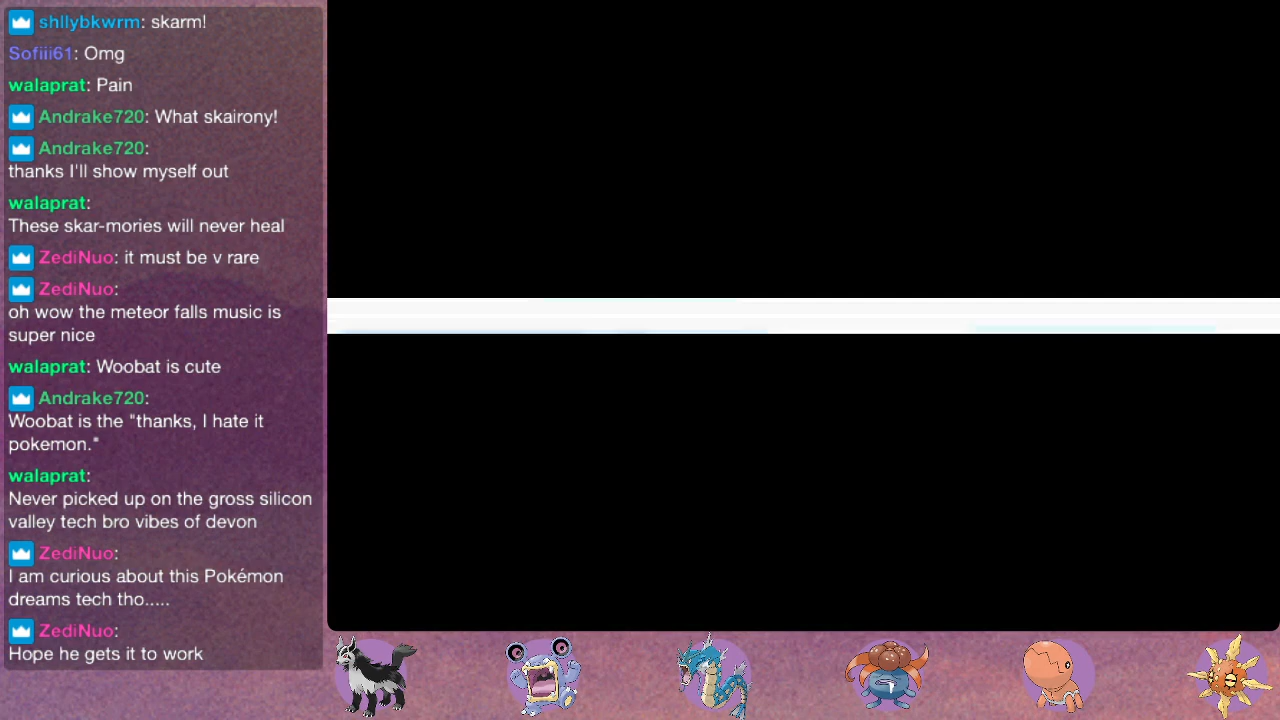 shllybkwrm: skarm!
Sofiii61: Omg
walaprat: Pain
Andrake720: What skairony!
Andrake720:
thanks I'll show myself out
walaprat:
These skar-mories will never heal
ZediNuo: it must be v rare
ZediNuo:
oh wow the meteor falls music is
super nice
walaprat: Woobat is cute
Andrake720:
Woobat is the "thanks, I hate it
pokemon."
walaprat:
Never picked up on the gross silicon
valley tech bro vibes of devon
ZediNuo:
I am curious about this Pokémon
dreams tech tho.....
ZediNuo:
Hope he gets it to work